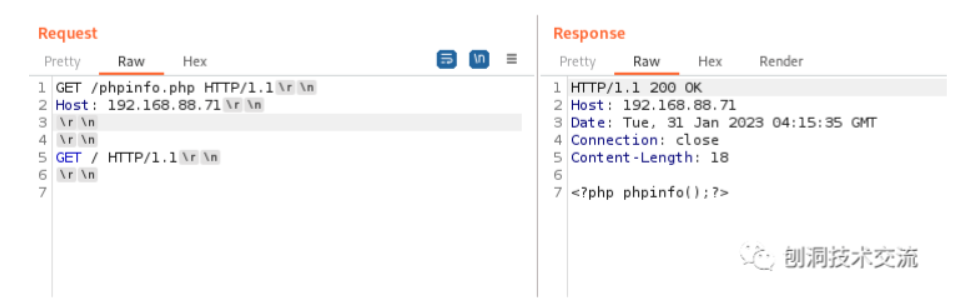 Request
Pretty Raw Hex
\n
1 GET /phpinfo.php HTTP/1.1 \r \n
2 Host: 192.168.88.71 \r \n
3 \r \n
4 \r \n
5 GET / HTTP/1.1 \r \n
6 \r \n
7
Response
Pretty Raw Hex Render
1 HTTP/1.1 200 OK
2 Host: 192.168.88.71
3 Date: Tue, 31 Jan 2023 04:15:35 GMT
4 Connection: close
5 Content-Length: 18
6
7 <?php phpinfo();?>
刨洞技术交流